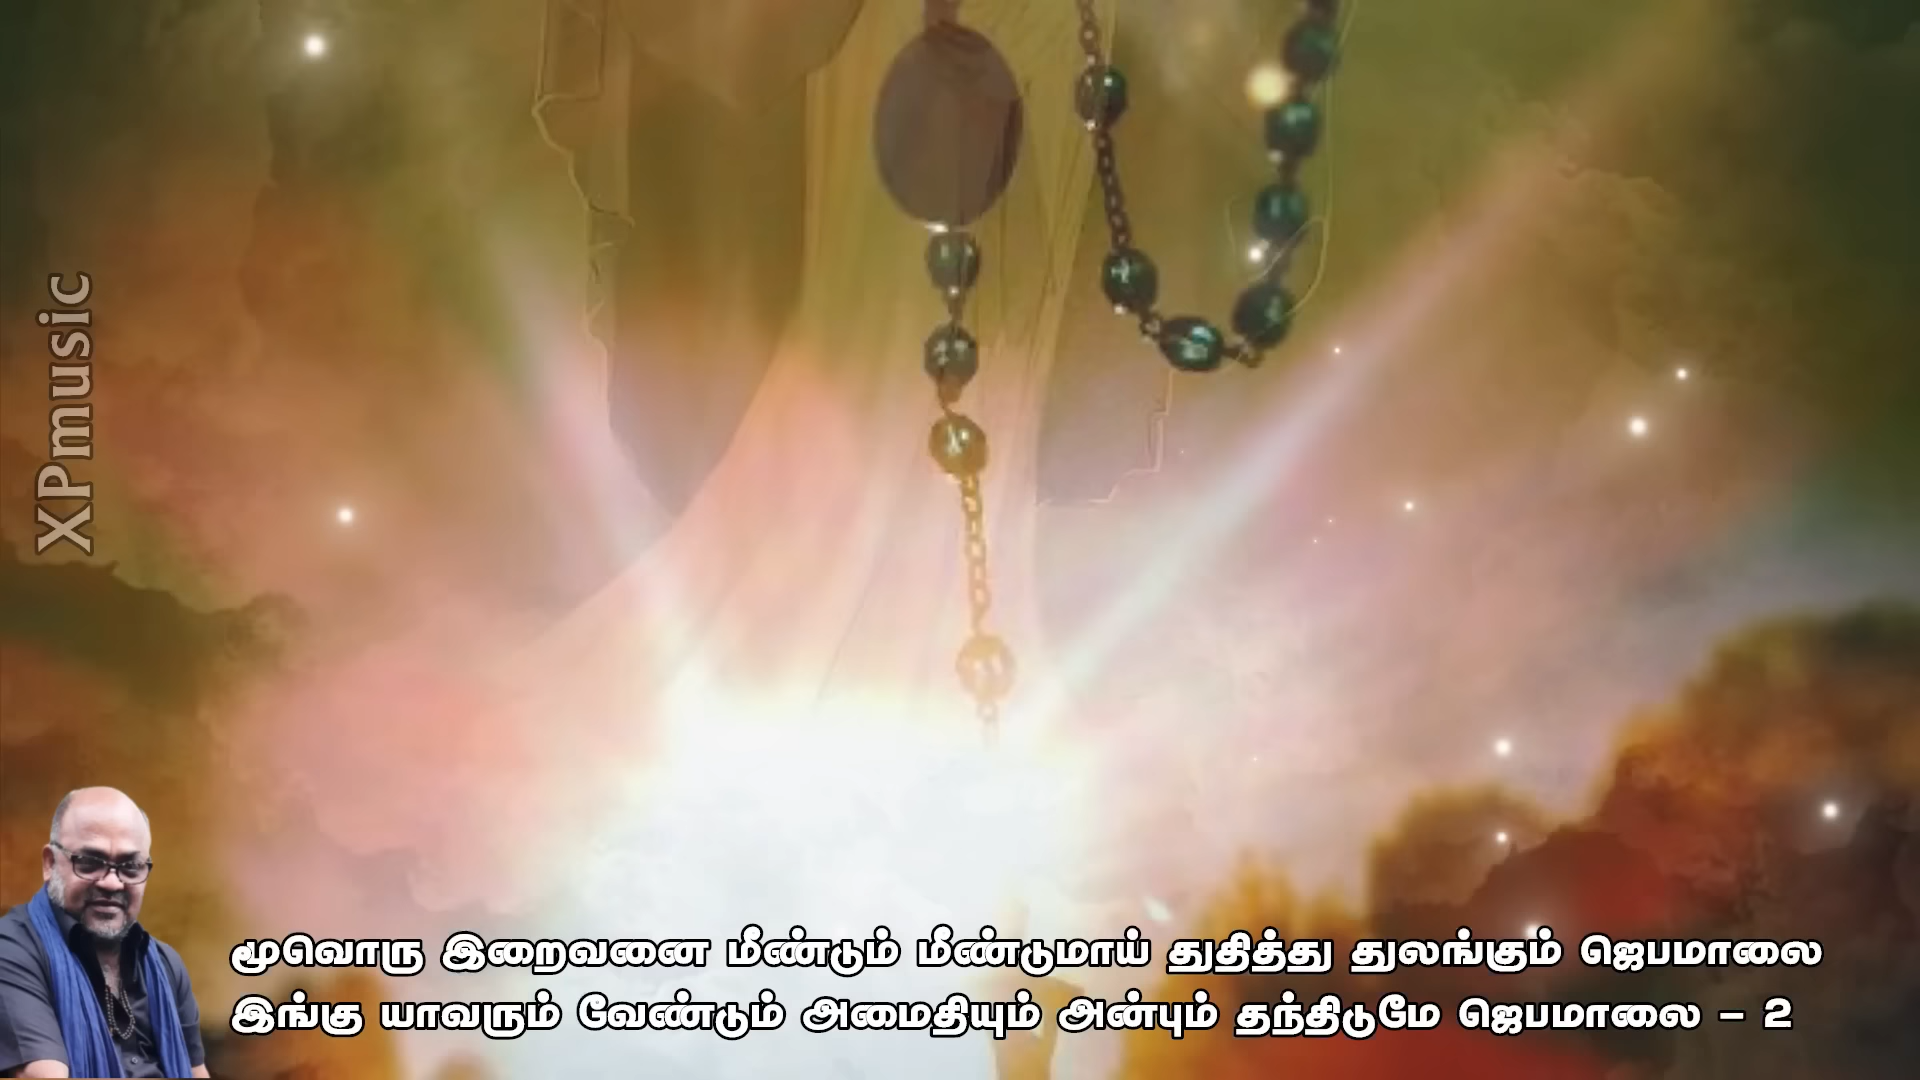 XPmusic
மூவொரு இறைவனை மீண்டும் மீண்டுமாய் துதித்து துலங்கும் ஜெபமாலை
இங்கு யாவரும் வேண்டும் அமைதியும் அன்பும் தந்திடுமே ஜெபமாலை – 2